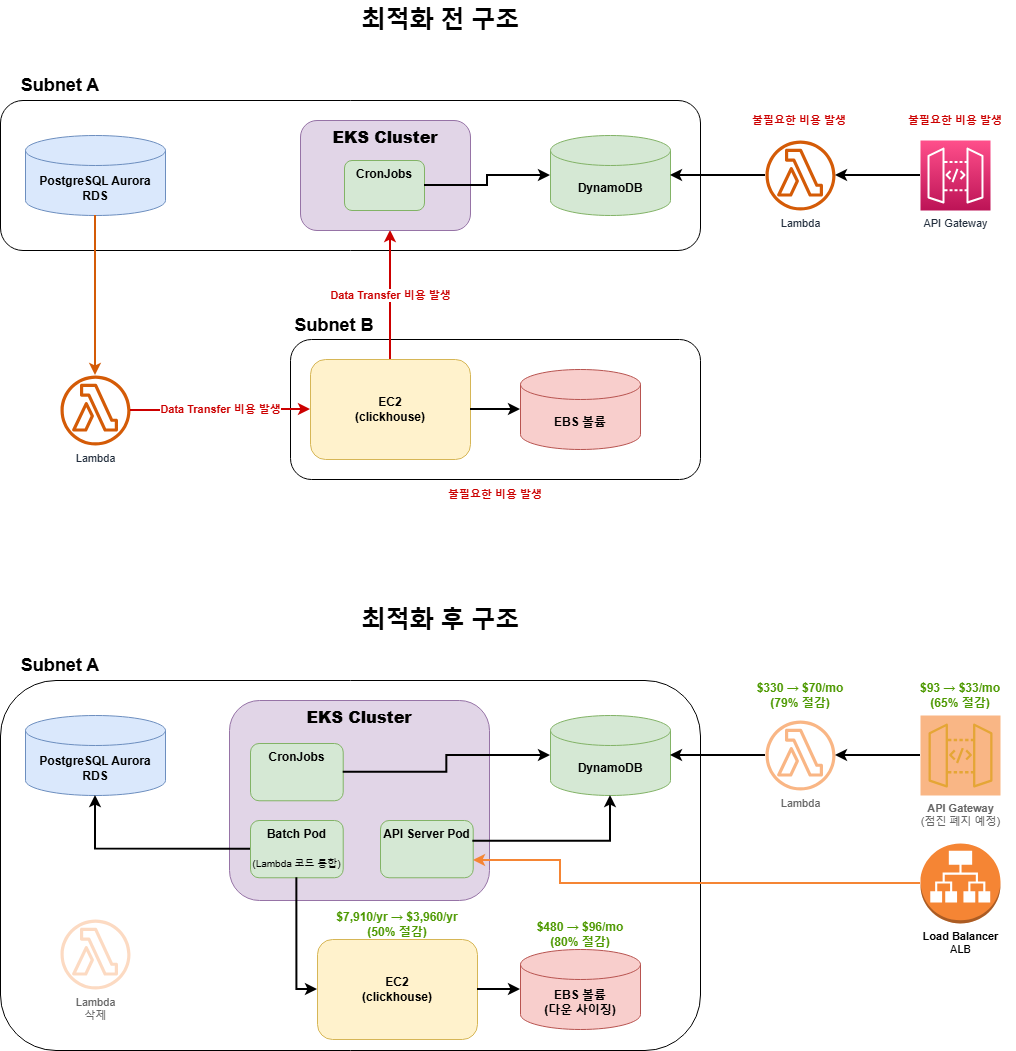 최적화 전 구조
Subnet A
불필요한 비용 발생
불필요한 비용 발생
EKS Cluster
CronJobs
PostgreSQL Aurora
RDS
DynamoDB
Lambda
API Gateway
Data Transfer 비용 발생
Subnet B
EC2
(clickhouse)
Data Transfer 비용 발생
EBS 볼륨
Lambda
불필요한 비용 발생
최적화 후 구조
Subnet A
$330 → $70/mo
(79% 절감)
$93 → $33/mo
(65% 절감)
EKS Cluster
CronJobs
PostgreSQL Aurora
RDS
DynamoDB
Lambda
API Gateway
(점진 폐지 예정)
Batch Pod
(Lambda 코드 통합)
API Server Pod
$7,910/yr → $3,960/yr
(50% 절감)
$480 → $96/mo
(80% 절감)
Load Balancer
ALB
EC2
(clickhouse)
EBS 볼륨
(다운 사이징)
Lambda
삭제